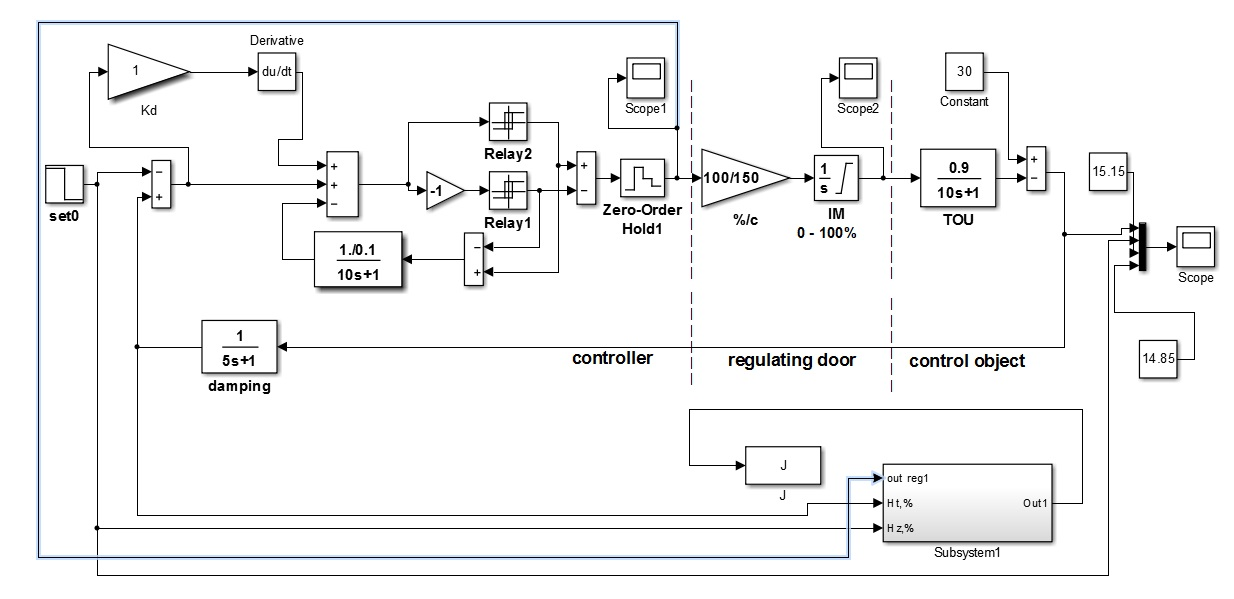 Derivative
1
du/dt
Kd
set0
-
+
+
+
-
-1
Relay2
Relay1
1./0.1
10s+1
-
+
+
-
Zero-Order
Hold1
Scope1
100/150
%/c
1
s
IM
0 - 100%
Scope2
30
Constant
0.9
10s+1
TOU
+
-
15.15
Scope
14.85
1
5s+1
damping
controller
regulating door
control object
J
J
out reg1
Ht,%
Hz,%
Out1
Subsystem1